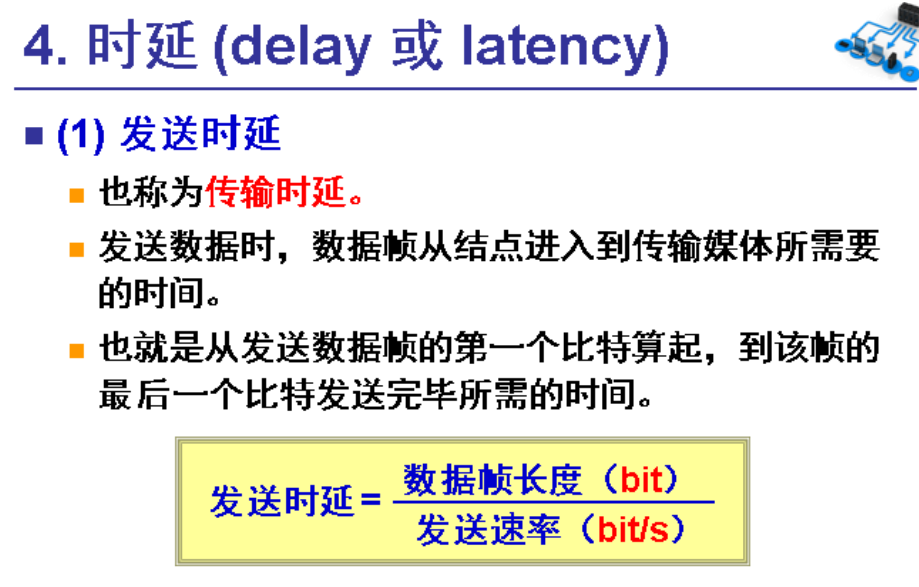 4. 时延 (delay 或 latency)
(1) 发送时延
也称为传输时延。
发送数据时，数据帧从结点进入到传输媒体所需要
的时间。
也就是从发送数据帧的第一个比特算起，到该帧的
最后一个比特发送完毕所需的时间。
发送时延=
数据帧长度（bit）
发送速率（bit/s）